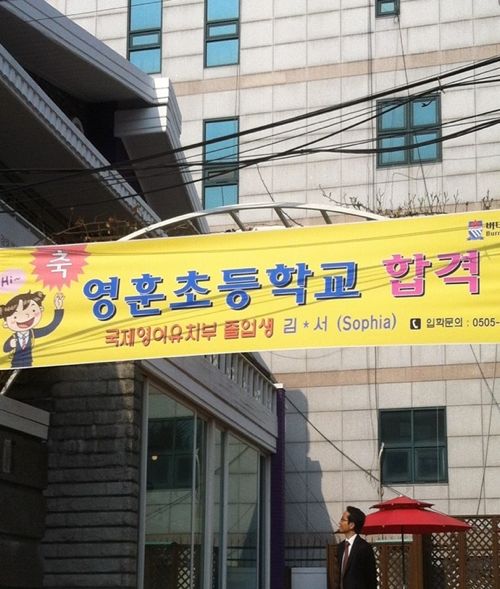 Hi~
축
영훈초등학교 합격
국제영어유치부 졸업생 김*서 (Sophia)
입학문의 : 0505-